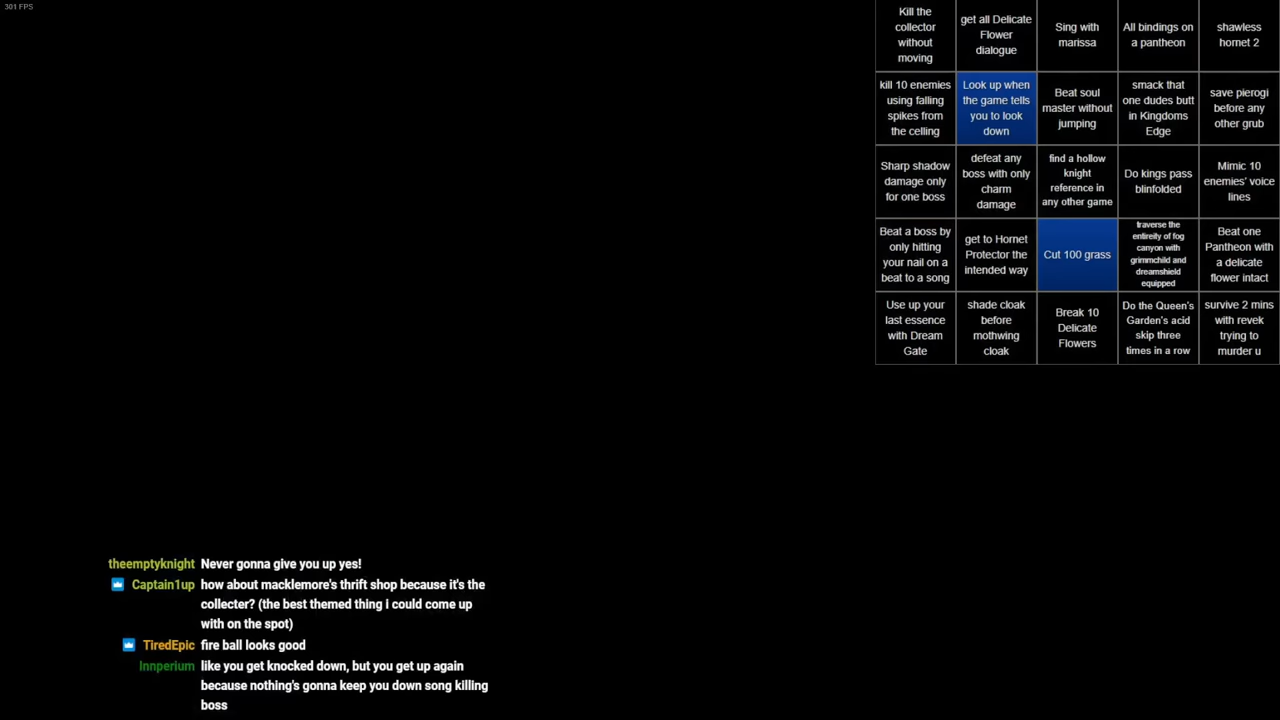 301 FPS
Kill the
collector
without
moving
get all Delicate
Flower
dialogue
Sing with
marissa
All bindings on
a pantheon
shawless
hornet 2
kill 10 enemies
using falling
spikes from
the celling
Look up when
the game tells
you to look
down
Beat soul
master without
jumping
smack that
one dudes butt
in Kingdoms
Edge
save pierogi
before any
other grub
Sharp shadow
damage only
for one boss
defeat any
boss with only
charm
damage
find a hollow
knight
reference in
any other game
Do kings pass
blinfolded
Mimic 10
enemies' voice
lines
Beat a boss by
only hitting
your nail on a
beat to a song
get to Hornet
Protector the
intended way
Cut 100 grass
traverse the
entireity of fog
canyon with
grimmchild and
dreamshield
equipped
Beat one
Pantheon with
a delicate
flower intact
Use up your
last essence
with Dream
Gate
shade cloak
before
mothwing
cloak
Break 10
Delicate
Flowers
Do the Queen's
Garden's acid
skip three
times in a row
survive 2 mins
with revek
trying to
murder u
theemptyknight Never gonna give you up yes!
Captain1up how about macklemore's thrift shop because it's the
collecter? (the best themed thing i could come up
with on the spot)
TiredEpic fire ball looks good
Innperium like you get knocked down, but you get up again
because nothing's gonna keep you down song killing
boss